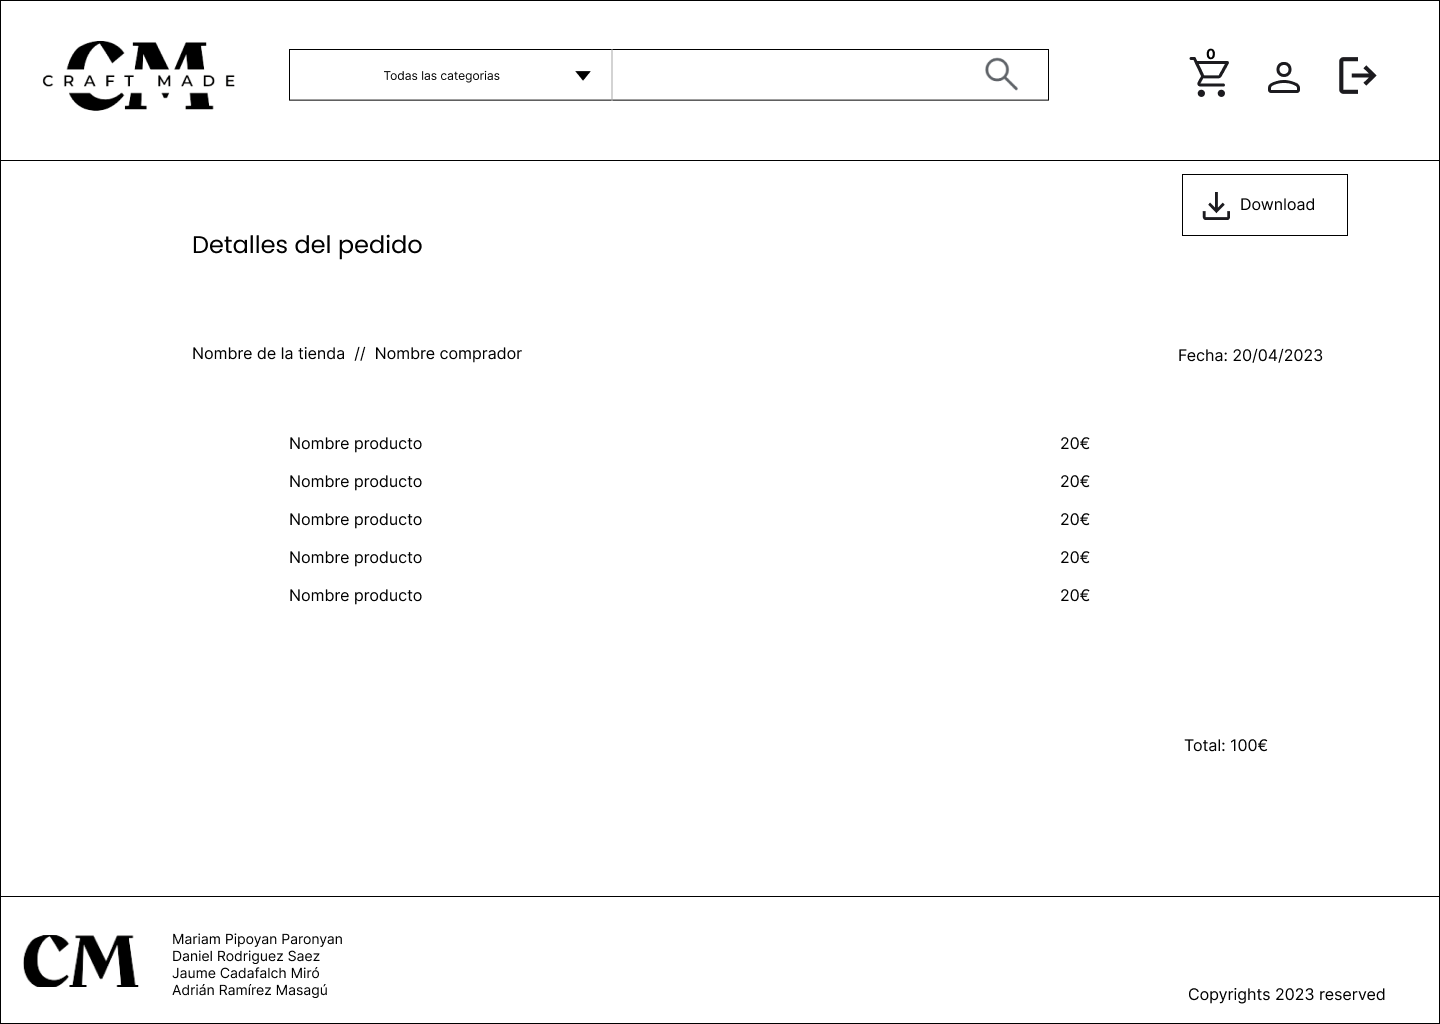 CM
CRAFT MADE
Todas las categorias
0
Download
Detalles del pedido
Nombre de la tienda // Nombre comprador
Fecha: 20/04/2023
Nombre producto 20€
Nombre producto 20€
Nombre producto 20€
Nombre producto 20€
Nombre producto 20€
Total: 100€
CM
Mariam Pipoyan Paronyan
Daniel Rodriguez Saez
Jaume Cadafalch Miró
Adrián Ramírez Masagú
Copyrights 2023 reserved